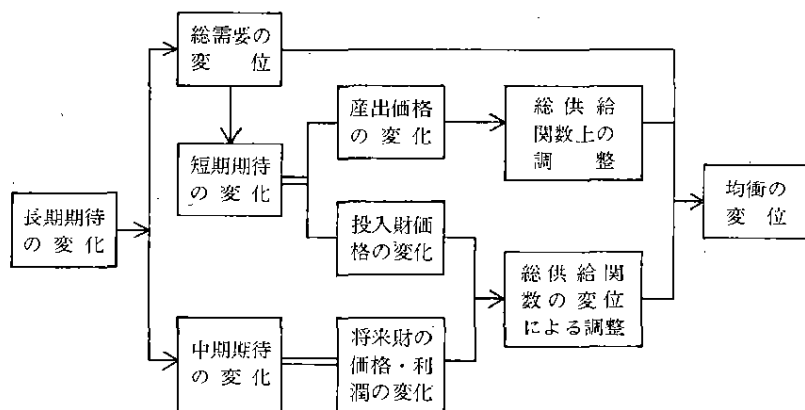 総需要の
変位
産出価格
の変化
総供給
関数上の
調整
短期期待
の変化
均衡の
変位
長期期待
の変化
投入財価
格の変化
総供給関
数の変位
による調整
中期期待
の変化
将来財の
価格・利
潤の変化